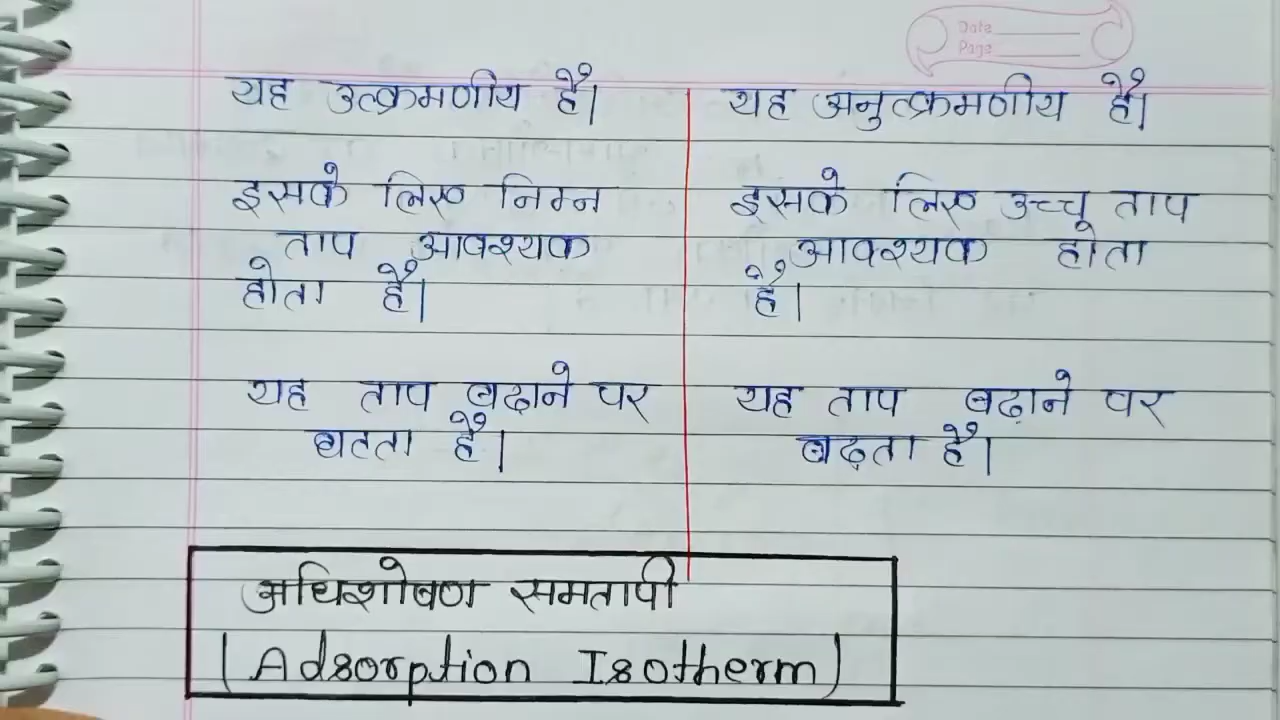 Date
Page
यह उत्क्रमणीय है।
इसके लिए निम्न
ताप आवश्यक
होता है।
यह ताप बढ़ाने पर
घटता है।
यह अनुत्क्रमणीय है।
इसके लिए उच्च ताप
आवश्यक होता
है।
यह ताप बढ़ाने पर
बढ़ता है।
अधिशोषण समतापी
(Adsorption Isotherm)